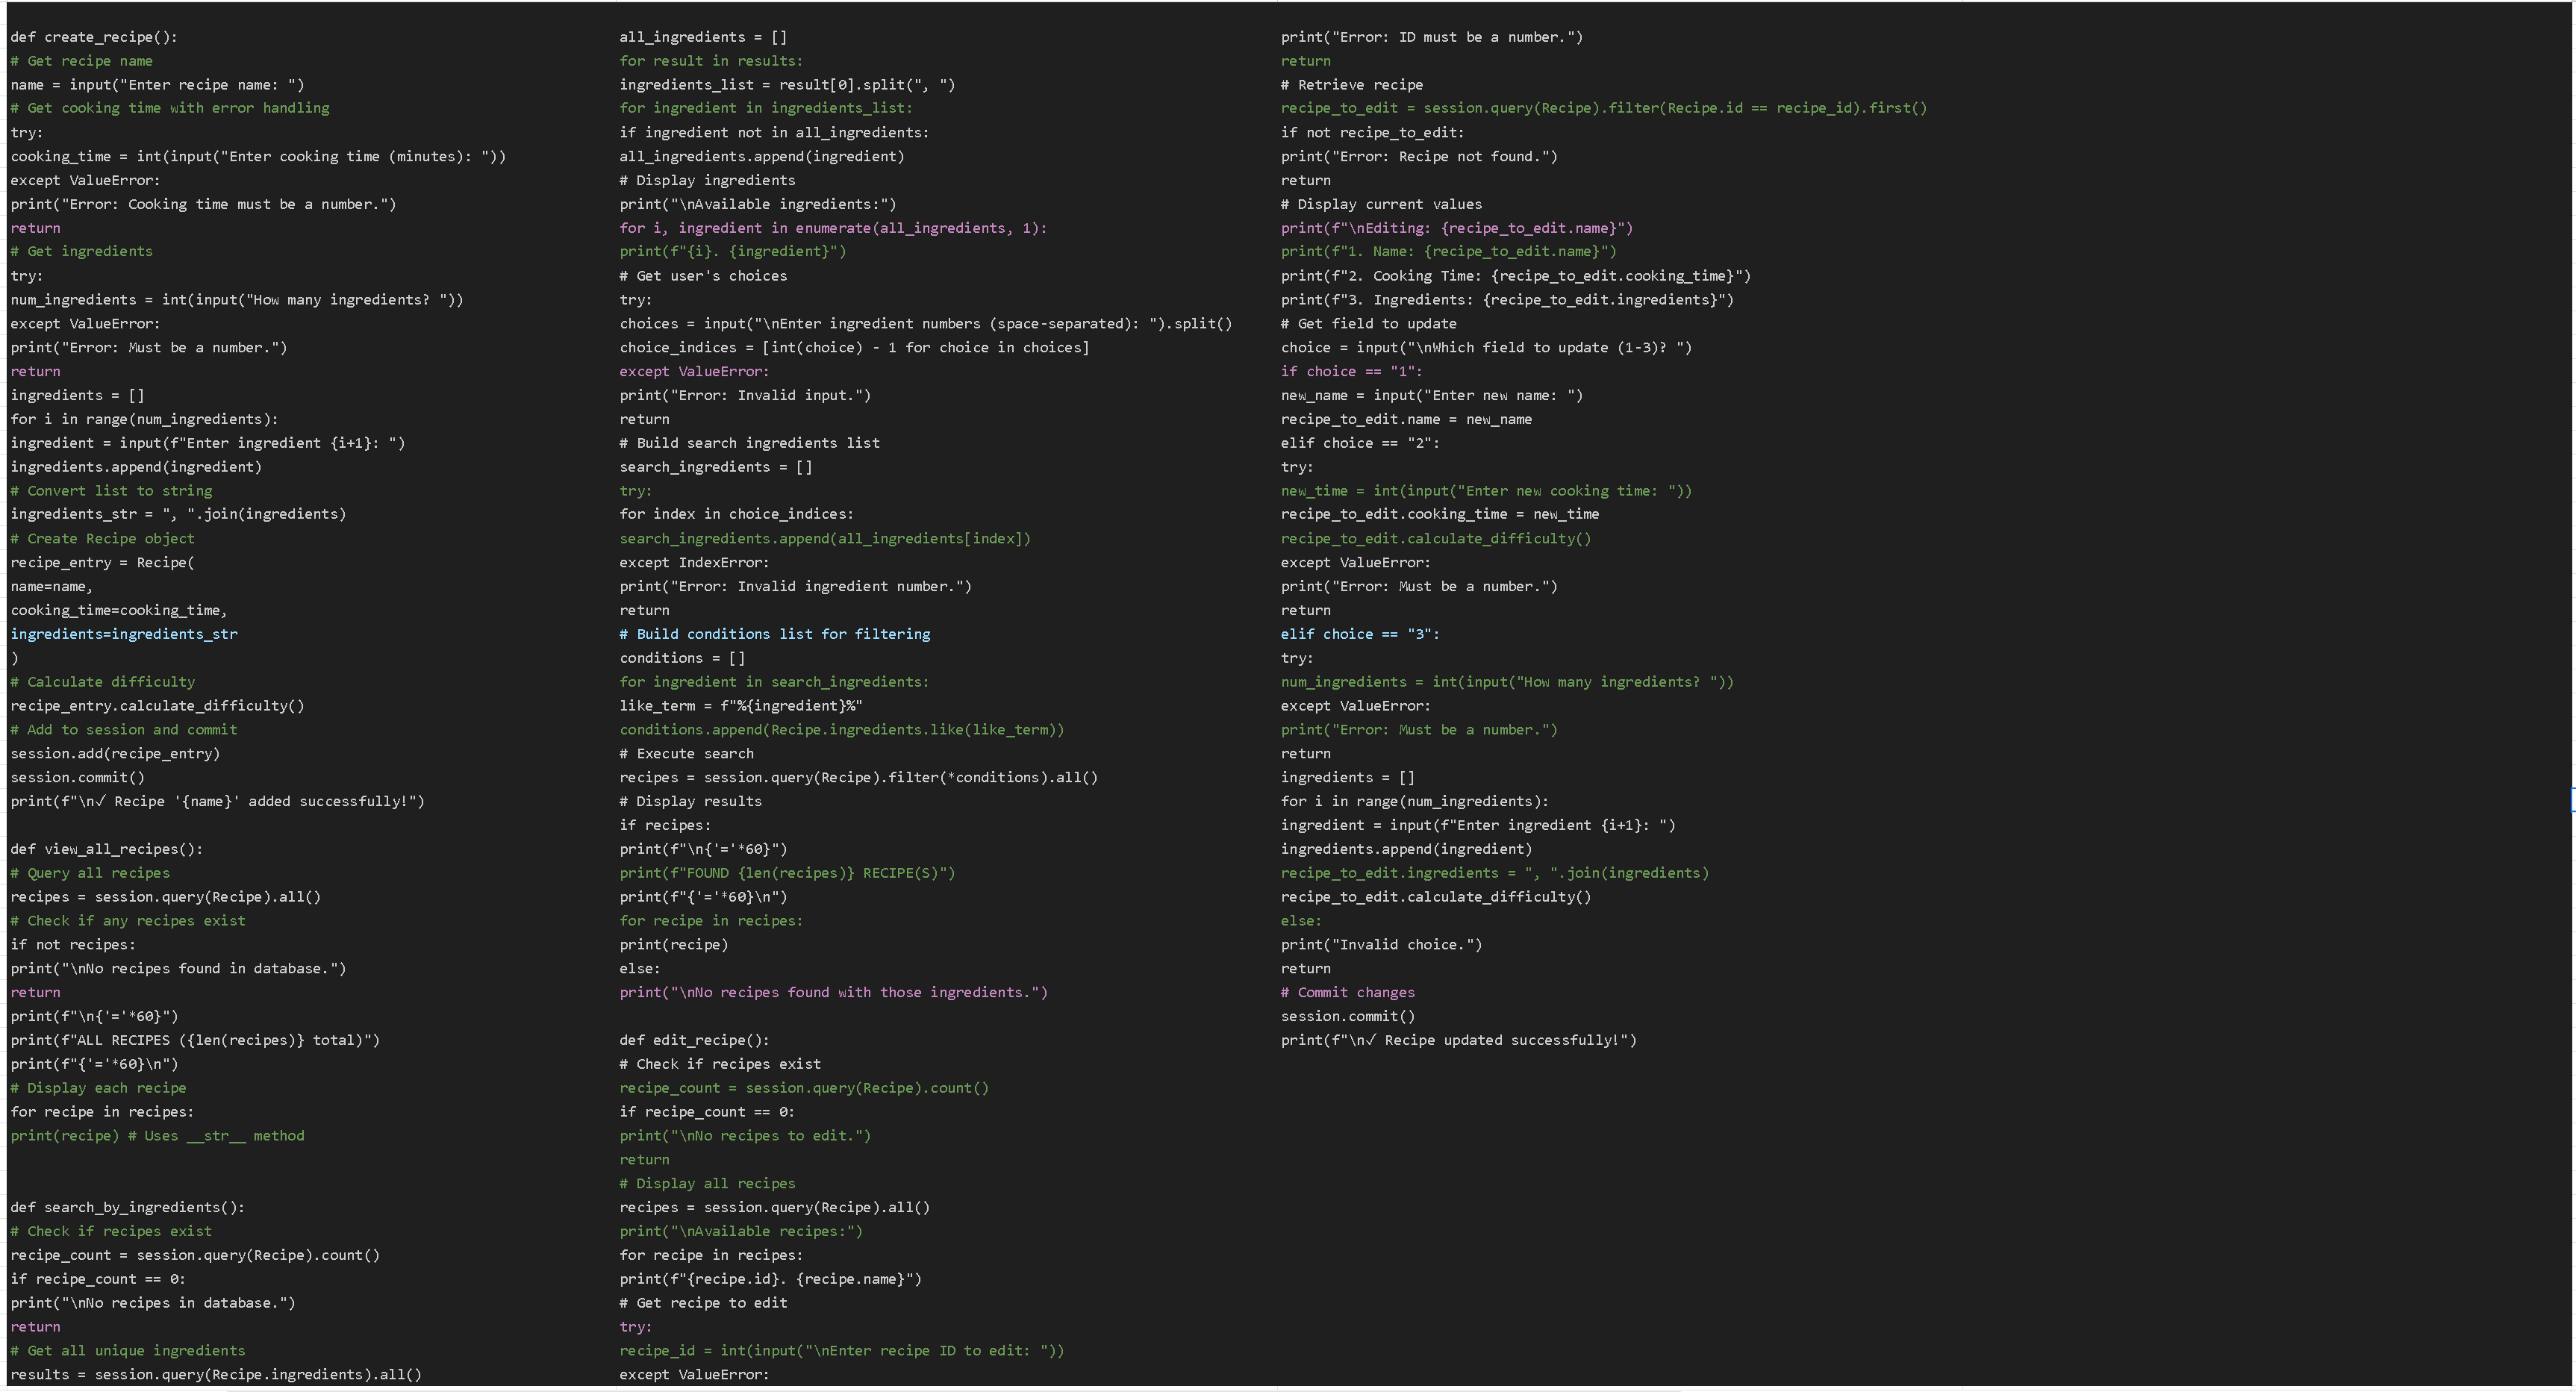 def create_recipe():
# Get recipe name
name = input("Enter recipe name: ")
# Get cooking time with error handling
try:
cooking_time = int(input("Enter cooking time (minutes): "))
except ValueError:
print("Error: Cooking time must be a number.")
return
# Get ingredients
try:
num_ingredients = int(input("How many ingredients? "))
except ValueError:
print("Error: Must be a number.")
return
ingredients = []
for i in range(num_ingredients):
ingredient = input(f"Enter ingredient {i+1}: ")
ingredients.append(ingredient)
# Convert list to string
ingredients_str = ", ".join(ingredients)
# Create Recipe object
recipe_entry = Recipe(
name=name,
cooking_time=cooking_time,
ingredients=ingredients_str
)
# Calculate difficulty
recipe_entry.calculate_difficulty()
# Add to session and commit
session.add(recipe_entry)
session.commit()
print(f"\n✓ Recipe '{name}' added successfully!")

def view_all_recipes():
# Query all recipes
recipes = session.query(Recipe).all()
# Check if any recipes exist
if not recipes:
print("\nNo recipes found in database.")
return
print(f"\n{'='*60}")
print(f"ALL RECIPES ({len(recipes)} total)")
print(f"{'='*60}\n")
# Display each recipe
for recipe in recipes:
print(recipe) # Uses __str__ method

def search_by_ingredients():
# Check if recipes exist
recipe_count = session.query(Recipe).count()
if recipe_count == 0:
print("\nNo recipes in database.")
return
# Get all unique ingredients
results = session.query(Recipe.ingredients).all()
all_ingredients = []
for result in results:
ingredients_list = result[0].split(", ")
for ingredient in ingredients_list:
if ingredient not in all_ingredients:
all_ingredients.append(ingredient)
# Display ingredients
print("\nAvailable ingredients:")
for i, ingredient in enumerate(all_ingredients, 1):
print(f"{i}. {ingredient}")
# Get user's choices
try:
choices = input("\nEnter ingredient numbers (space-separated): ").split()
choice_indices = [int(choice) - 1 for choice in choices]
except ValueError:
print("Error: Invalid input.")
return
# Build search ingredients list
search_ingredients = []
try:
for index in choice_indices:
search_ingredients.append(all_ingredients[index])
except IndexError:
print("Error: Invalid ingredient number.")
return
# Build conditions list for filtering
conditions = []
for ingredient in search_ingredients:
like_term = f"%{ingredient}%"
conditions.append(Recipe.ingredients.like(like_term))
# Execute search
recipes = session.query(Recipe).filter(*conditions).all()
# Display results
if recipes:
print(f"\n{'='*60}")
print(f"FOUND {len(recipes)} RECIPE(S)")
print(f"{'='*60}\n")
for recipe in recipes:
print(recipe)
else:
print("\nNo recipes found with those ingredients.")

def edit_recipe():
# Check if recipes exist
recipe_count = session.query(Recipe).count()
if recipe_count == 0:
print("\nNo recipes to edit.")
return
# Display all recipes
recipes = session.query(Recipe).all()
print("\nAvailable recipes:")
for recipe in recipes:
print(f"{recipe.id}. {recipe.name}")
# Get recipe to edit
try:
recipe_id = int(input("\nEnter recipe ID to edit: "))
except ValueError:
print("Error: ID must be a number.")
return
# Retrieve recipe
recipe_to_edit = session.query(Recipe).filter(Recipe.id == recipe_id).first()
if not recipe_to_edit:
print("Error: Recipe not found.")
return
# Display current values
print(f"\nEditing: {recipe_to_edit.name}")
print(f"1. Name: {recipe_to_edit.name}")
print(f"2. Cooking Time: {recipe_to_edit.cooking_time}")
print(f"3. Ingredients: {recipe_to_edit.ingredients}")
# Get field to update
choice = input("\nWhich field to update (1-3)? ")
if choice == "1":
new_name = input("Enter new name: ")
recipe_to_edit.name = new_name
elif choice == "2":
try:
new_time = int(input("Enter new cooking time: "))
recipe_to_edit.cooking_time = new_time
recipe_to_edit.calculate_difficulty()
except ValueError:
print("Error: Must be a number.")
return
elif choice == "3":
try:
num_ingredients = int(input("How many ingredients? "))
except ValueError:
print("Error: Must be a number.")
return
ingredients = []
for i in range(num_ingredients):
ingredient = input(f"Enter ingredient {i+1}: ")
ingredients.append(ingredient)
recipe_to_edit.ingredients = ", ".join(ingredients)
recipe_to_edit.calculate_difficulty()
else:
print("Invalid choice.")
return
# Commit changes
session.commit()
print(f"\n✓ Recipe updated successfully!")